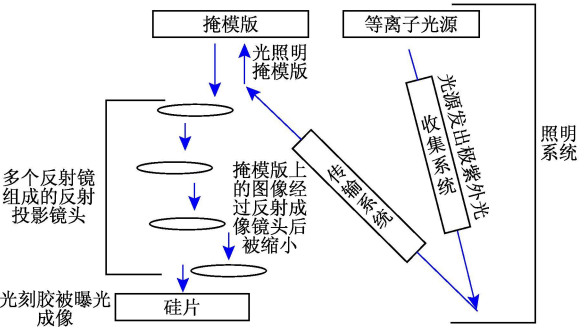 掩模版
等离子光源
光照明
掩模版
光源发出极紫外光
收集系统
照明
系统
传输系统
多个反射镜
组成的反射
投影镜头
掩模版上
的图像经
过反射成
像镜头后
被缩小
光刻胶被曝光
成像
硅片